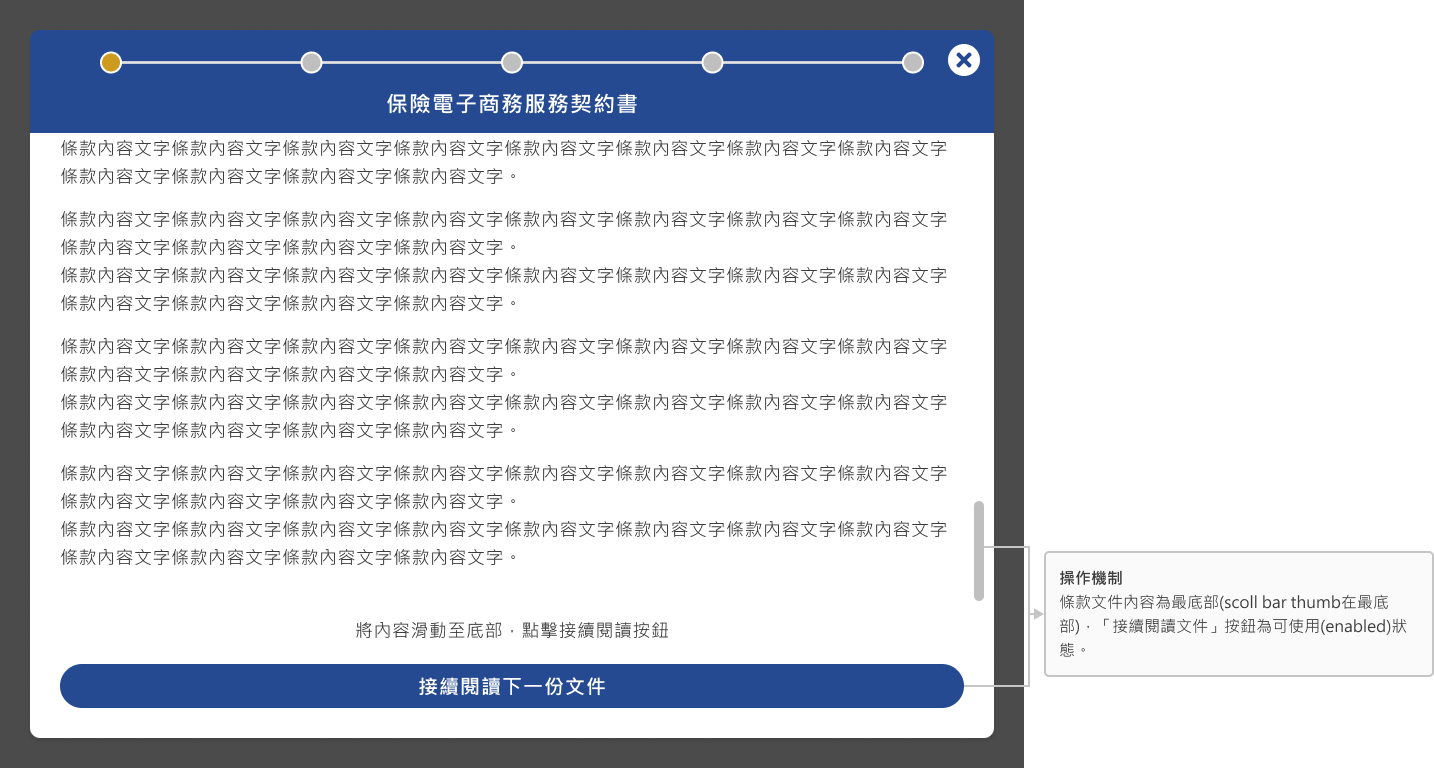 保險電子商務服務契約書
條款內容文字條款內容文字條款內容文字條款內容文字條款內容文字條款內容文字條款內容文字條款內容文字
條款內容文字條款內容文字條款內容文字條款內容文字。
條款內容文字條款內容文字條款內容文字條款內容文字條款內容文字條款內容文字條款內容文字條款內容文字
條款內容文字條款內容文字條款內容文字條款內容文字。
條款內容文字條款內容文字條款內容文字條款內容文字條款內容文字條款內容文字條款內容文字條款內容文字
條款內容文字條款內容文字條款內容文字條款內容文字。
條款內容文字條款內容文字條款內容文字條款內容文字條款內容文字條款內容文字條款內容文字條款內容文字
條款內容文字條款內容文字條款內容文字條款內容文字。
條款內容文字條款內容文字條款內容文字條款內容文字條款內容文字條款內容文字條款內容文字條款內容文字
條款內容文字條款內容文字條款內容文字條款內容文字。
條款內容文字條款內容文字條款內容文字條款內容文字條款內容文字條款內容文字條款內容文字條款內容文字
條款內容文字條款內容文字條款內容文字條款內容文字。
條款內容文字條款內容文字條款內容文字條款內容文字條款內容文字條款內容文字條款內容文字條款內容文字
條款內容文字條款內容文字條款內容文字條款內容文字。
將內容滑動至底部，點擊接續閱讀按鈕
接續閱讀下一份文件
操作機制
條款文件內容為最底部(scoll bar thumb在最底
部)，「接續閱讀文件」按鈕為可使用(enabled)狀
態。